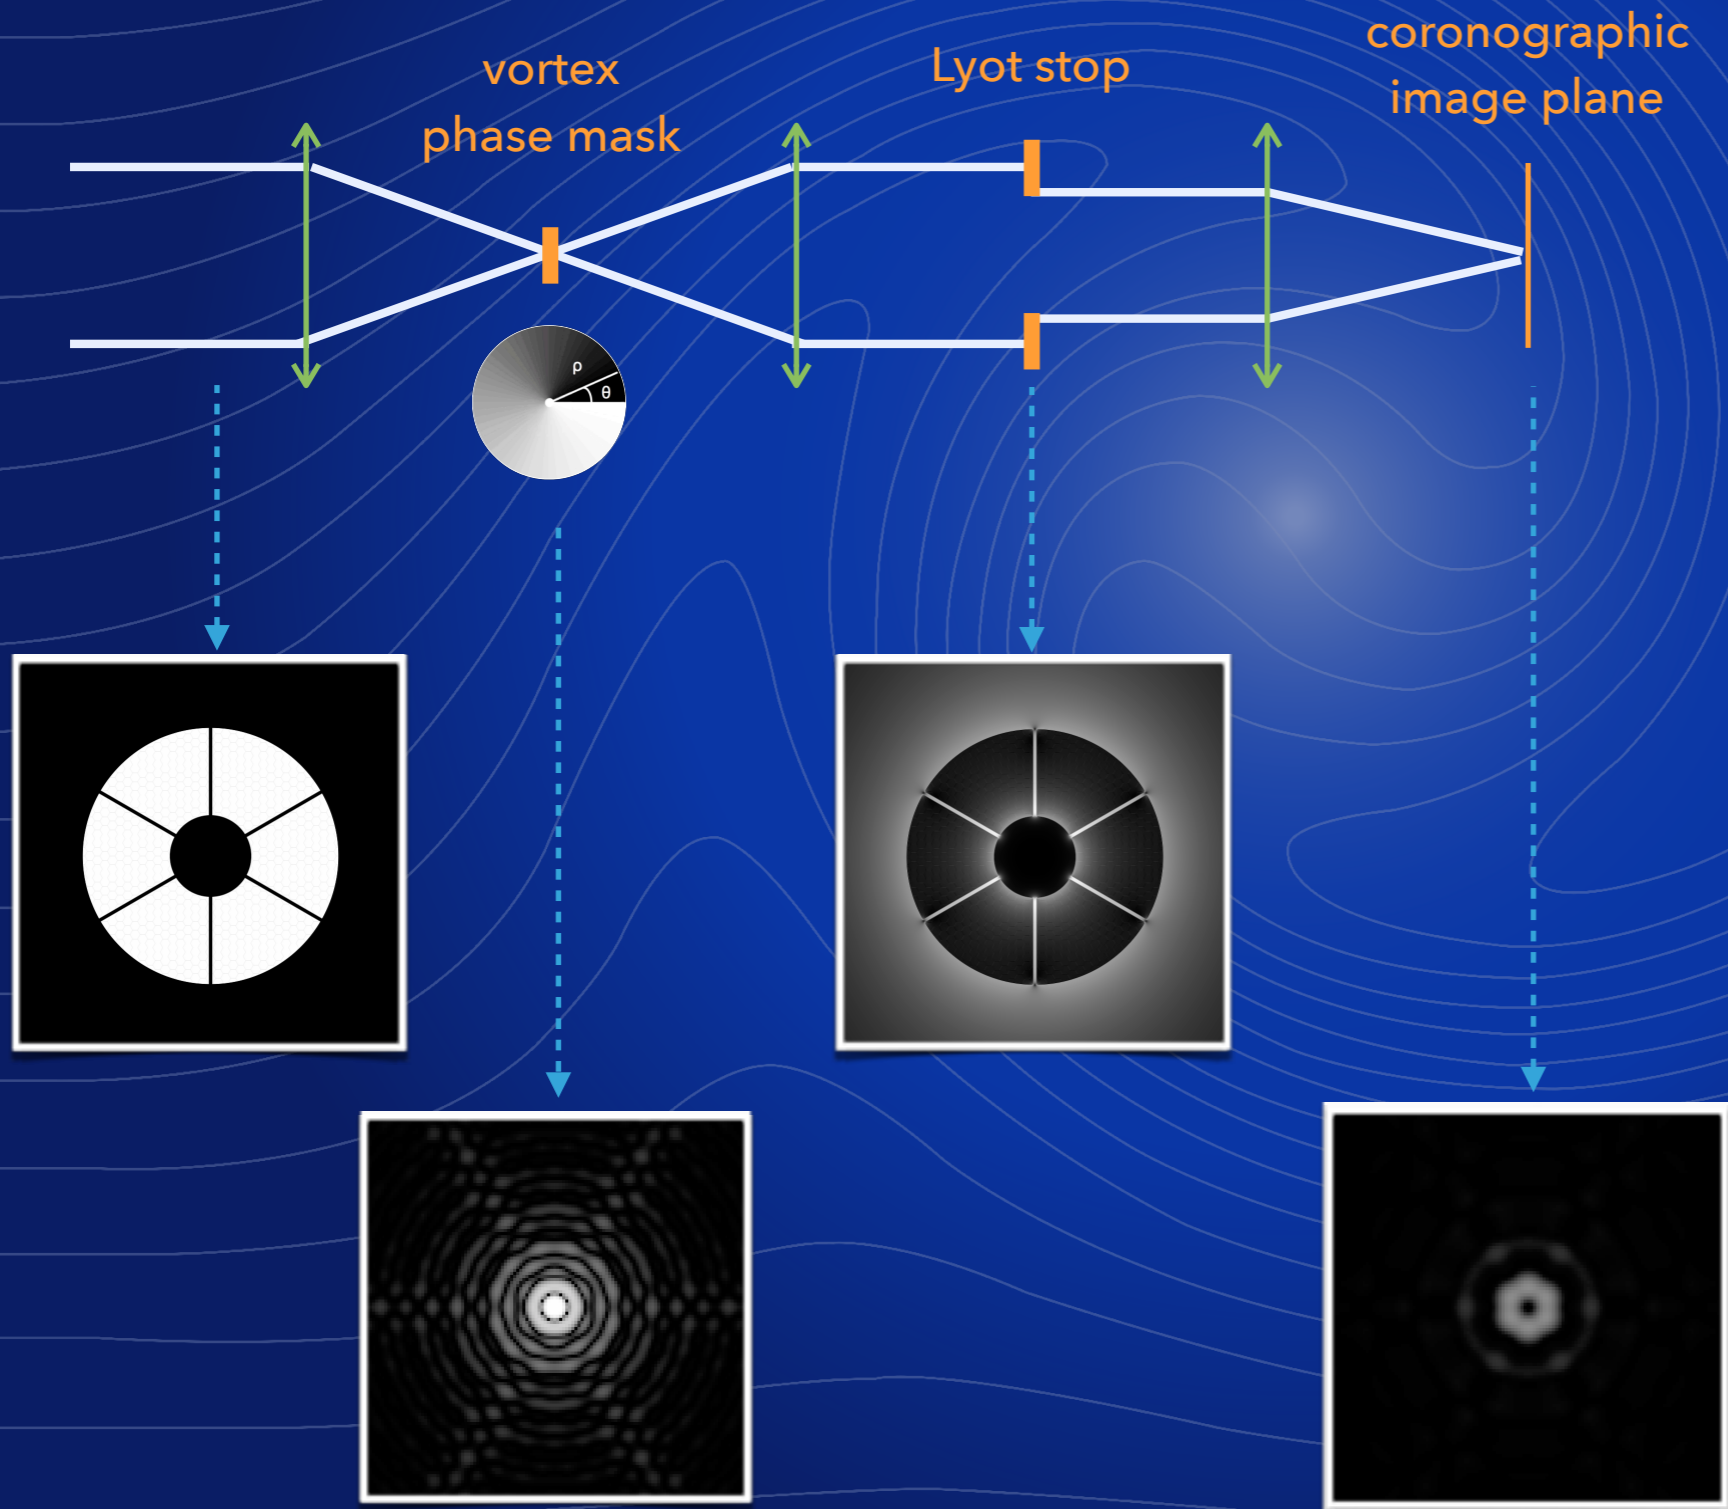 vortex
phase mask
Lyot stop
coronographic
image plane
ρ
θ